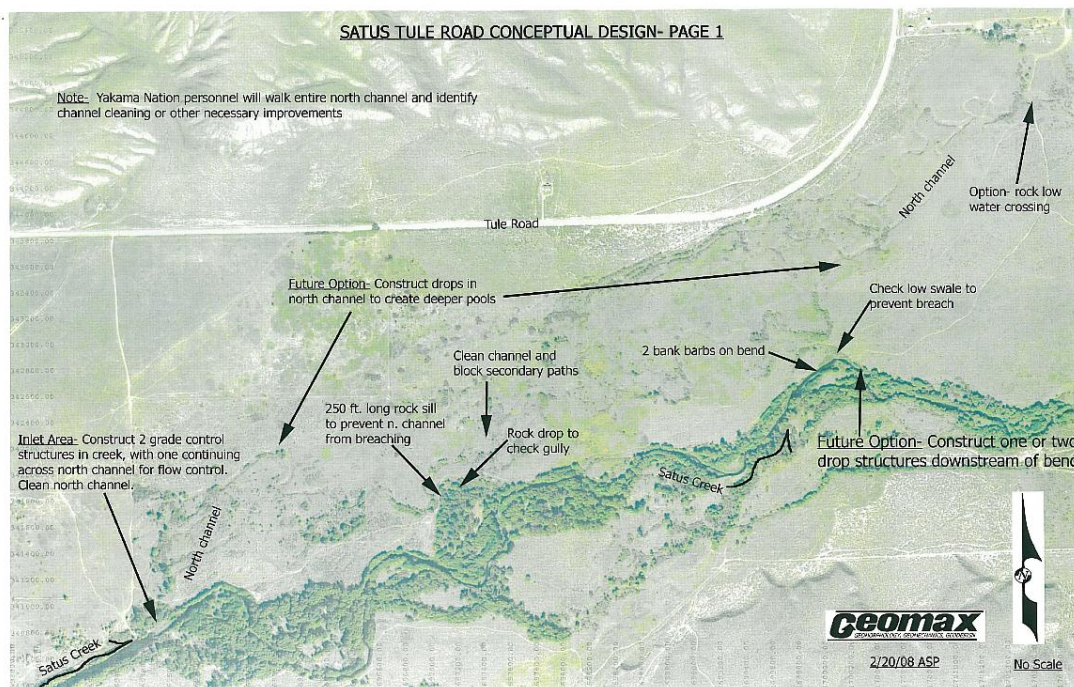 SATUS TULE ROAD CONCEPTUAL DESIGN- PAGE 1
Note- Yakama Nation personnel will walk entire north channel and identify
channel cleaning or other necessary improvements
North channel
Option- rock low
water crossing
Tule Road
Future Option- Construct drops in
north channel to create deeper pools
Check low swale to
prevent breach
2 bank barbs on bend
Clean channel and
block secondary paths
250 ft. long rock sill
to prevent n. channel
from breaching
Rock drop to
check gully
Inlet Area- Construct 2 grade control
structures in creek, with one continuing
across north channel for flow control.
Clean north channel.
Future Option- Construct one or two
drop structures downstream of bend
Satus Creek
North channel
Satus Creek
N
Geomax
GEOMORPHOLOGY, GEOMECHANICS, GEODESIGN
2/20/08 ASP
No Scale